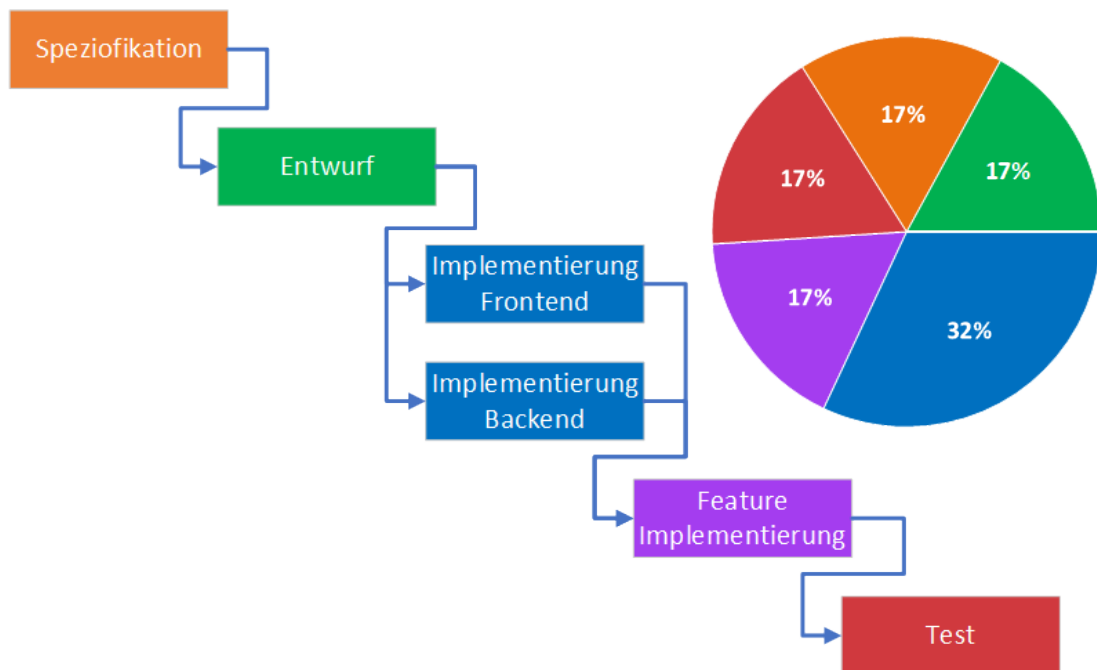 Speziofikation
Entwurf
Implementierung
Frontend
Implementierung
Backend
Feature
Implementierung
Test
17%
17%
17%
17%
32%